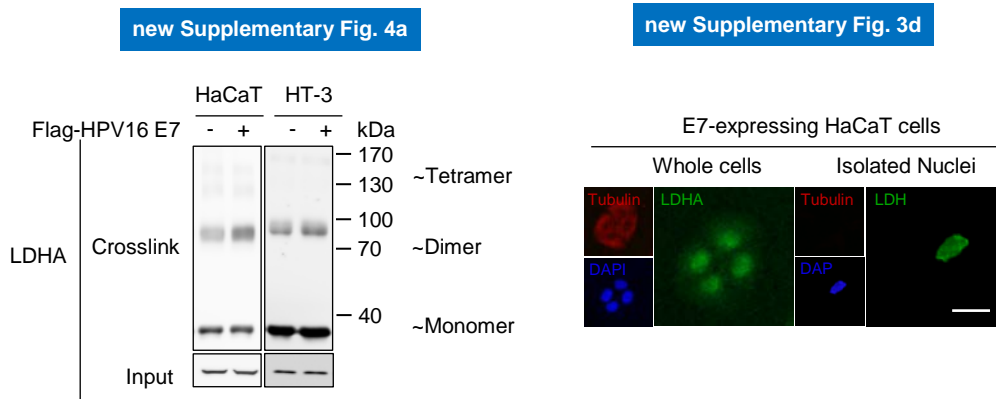 new Supplementary Fig. 4a
HaCaT HT-3
Flag-HPV16 E7 - + - + kDa
170
~Tetramer
130
100
LDHA Crosslink ~Dimer
70
40
~Monomer
Input
new Supplementary Fig. 3d
E7-expressing HaCaT cells
Whole cells Isolated Nuclei
Tubulin LDHA Tubulin LDH
DAPI DAP